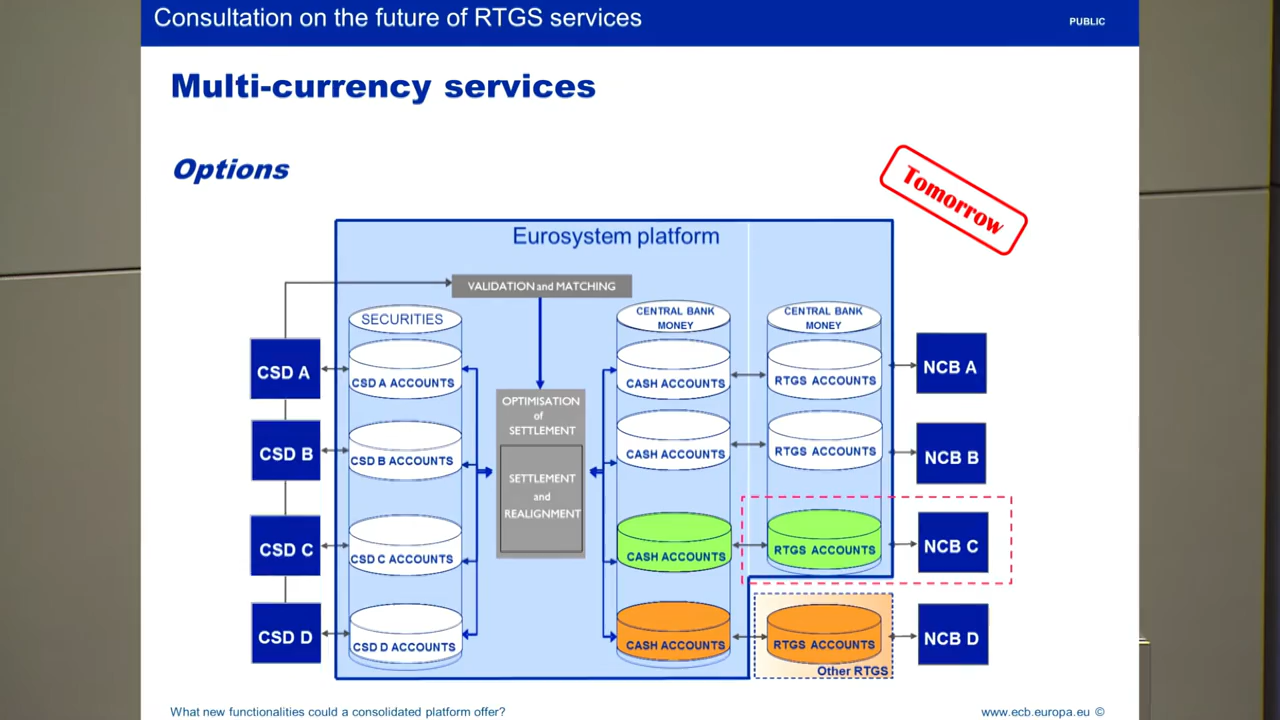 Consultation on the future of RTGS services
PUBLIC
Multi-currency services
Options
Tomorrow
Eurosystem platform
VALIDATION and MATCHING
SECURITIES
CENTRAL BANK
MONEY
CENTRAL BANK
MONEY
CSD A
CSD A ACCOUNTS
CASH ACCOUNTS
RTGS ACCOUNTS
NCB A
OPTIMISATION
of
SETTLEMENT
CSD B
CSD B ACCOUNTS
CASH ACCOUNTS
RTGS ACCOUNTS
NCB B
SETTLEMENT
and
REALIGNMENT
CSD C
CSD C ACCOUNTS
CASH ACCOUNTS
RTGS ACCOUNTS
NCB C
CSD D
CSD D ACCOUNTS
CASH ACCOUNTS
RTGS ACCOUNTS
NCB D
Other RTGS
What new functionalities could a consolidated platform offer?
www.ecb.europa.eu ©